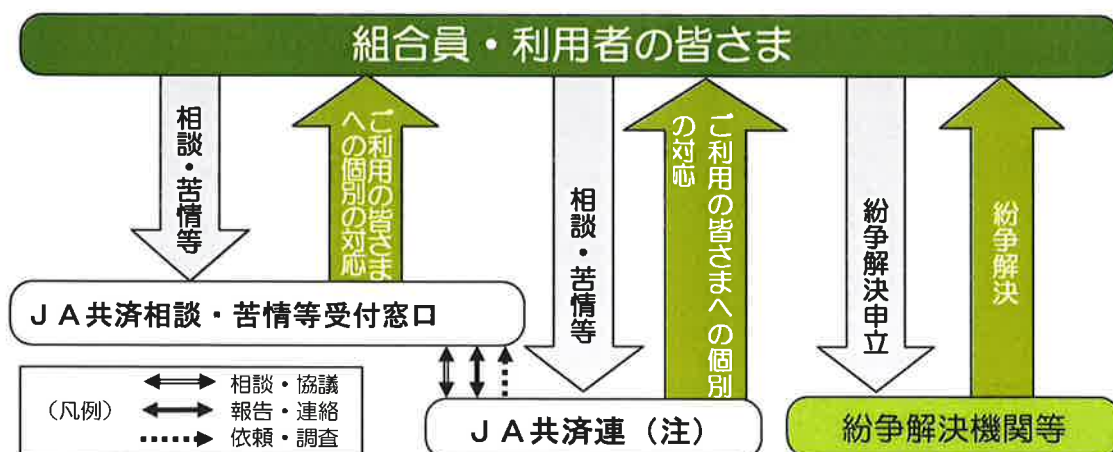 組合員・利用者の皆さま
相談・苦情等
ご利用の皆さま
への個別の対応
相談・苦情等
ご利用の皆さまへの個別
の対応
紛争解決申立
紛争解決
ＪＡ共済相談・苦情等受付窓口
（凡例）
相談・協議
報告・連絡
依頼・調査
ＪＡ共済連（注）
紛争解決機関等